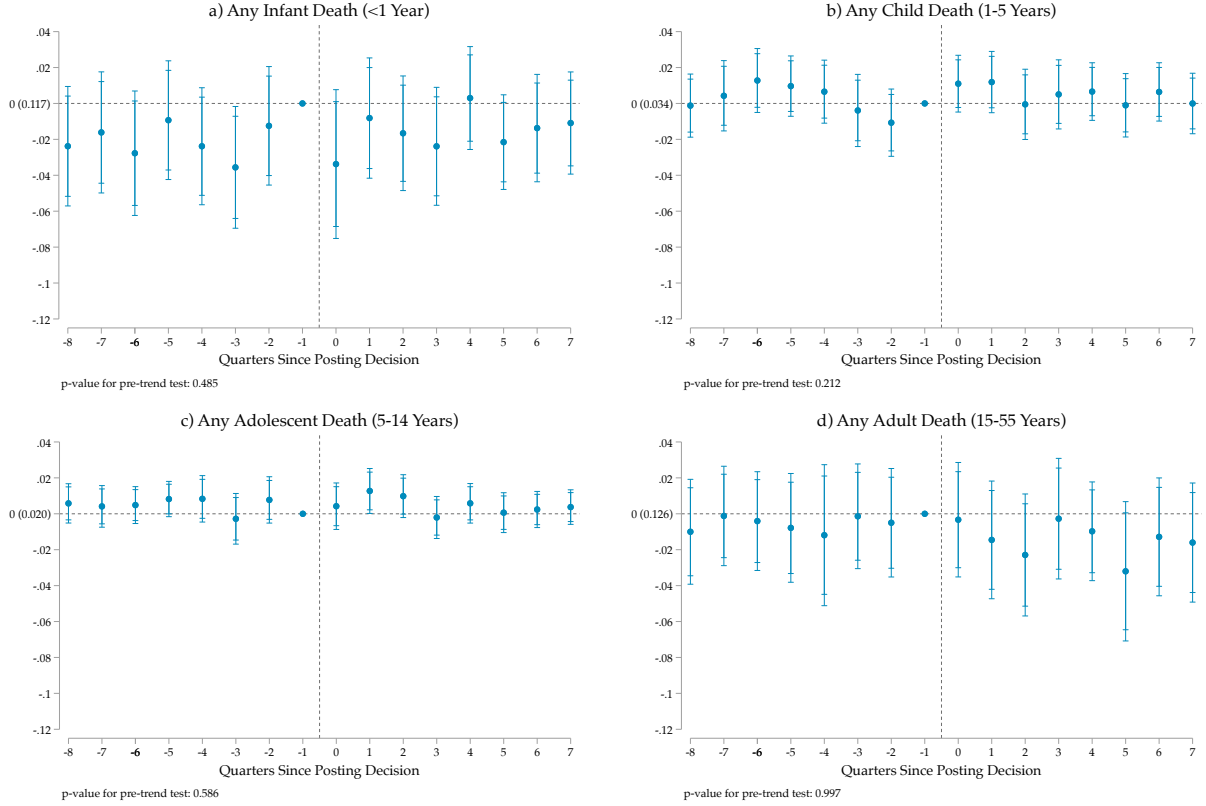 a) Any Infant Death (<1 Year)
.04
.02
0 (0.117)
-.02
-.04
-.06
-.08
-.1
-.12
-8 -7 -6 -5 -4 -3 -2 -1 0 1 2 3 4 5 6 7
Quarters Since Posting Decision
p-value for pre-trend test: 0.485
b) Any Child Death (1-5 Years)
.04
.02
0 (0.034)
-.02
-.04
-.06
-.08
-.1
-.12
-8 -7 -6 -5 -4 -3 -2 -1 0 1 2 3 4 5 6 7
Quarters Since Posting Decision
p-value for pre-trend test: 0.212
c) Any Adolescent Death (5-14 Years)
.04
.02
0 (0.020)
-.02
-.04
-.06
-.08
-.1
-.12
-8 -7 -6 -5 -4 -3 -2 -1 0 1 2 3 4 5 6 7
Quarters Since Posting Decision
p-value for pre-trend test: 0.586
d) Any Adult Death (15-55 Years)
.04
.02
0 (0.126)
-.02
-.04
-.06
-.08
-.1
-.12
-8 -7 -6 -5 -4 -3 -2 -1 0 1 2 3 4 5 6 7
Quarters Since Posting Decision
p-value for pre-trend test: 0.997